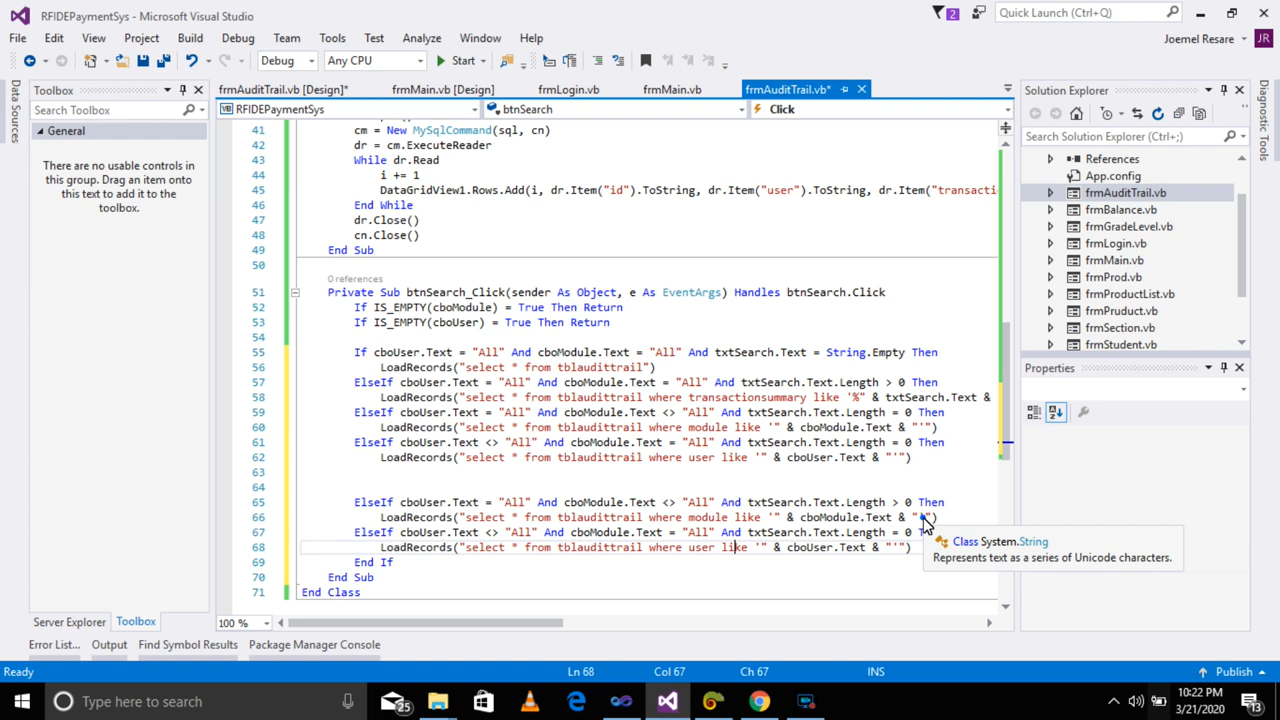 RFIDEPaymentSys - Microsoft Visual Studio
2
Quick Launch (Ctrl+Q)
File Edit View Project Build Debug Team Tools Test Analyze Window Help
Joemel Resare JR
Debug Any CPU Start
Data Sources
Toolbox
Search Toolbox
General
There are no usable controls in
this group. Drag an item onto
this text to add it to the
toolbox.
Server Explorer Toolbox
frmAuditTrail.vb [Design]* frmMain.vb [Design] frmLogin.vb frmMain.vb frmAuditTrail.vb*
RFIDEPaymentSys btnSearch Click
41 cm = New MySqlCommand(sql, cn)
42 dr = cm.ExecuteReader
43 While dr.Read
44 i += 1
45 DataGridView1.Rows.Add(i, dr.Item("id").ToString, dr.Item("user").ToString, dr.Item("transacti
46 End While
47 dr.Close()
48 cn.Close()
49 End Sub
50
0 references
51 Private Sub btnSearch_Click(sender As Object, e As EventArgs) Handles btnSearch.Click
52 If IS_EMPTY(cboModule) = True Then Return
53 If IS_EMPTY(cboUser) = True Then Return
54
55 If cboUser.Text = "All" And cboModule.Text = "All" And txtSearch.Text = String.Empty Then
56 LoadRecords("select * from tblaudittrail")
57 ElseIf cboUser.Text = "All" And cboModule.Text = "All" And txtSearch.Text.Length > 0 Then
58 LoadRecords("select * from tblaudittrail where transactionsummary like '%" & txtSearch.Text &
59 ElseIf cboUser.Text = "All" And cboModule.Text <> "All" And txtSearch.Text.Length = 0 Then
60 LoadRecords("select * from tblaudittrail where module like '" & cboModule.Text & "'")
61 ElseIf cboUser.Text <> "All" And cboModule.Text = "All" And txtSearch.Text.Length = 0 Then
62 LoadRecords("select * from tblaudittrail where user like '" & cboUser.Text & "'")
63
64
65 ElseIf cboUser.Text = "All" And cboModule.Text <> "All" And txtSearch.Text.Length > 0 Then
66 LoadRecords("select * from tblaudittrail where module like '" & cboModule.Text & "'")
67 ElseIf cboUser.Text <> "All" And cboModule.Text = "All" And txtSearch.Text.Length = 0
68 LoadRecords("select * from tblaudittrail where user like '" & cboUser.Text & "'")
69 End If
70 End Sub
71 End Class
Class System.String
Represents text as a series of Unicode characters.
100 %
Solution Explorer
Search Solution Explorer (Ctrl+;)
References
App.config
frmAuditTrail.vb
frmBalance.vb
frmGradeLevel.vb
frmLogin.vb
frmMain.vb
frmProd.vb
frmProductList.vb
frmPruduct.vb
frmSection.vb
frmStudent.vb
Properties
Diagnostic Tools
Error List... Output Find Symbol Results Package Manager Console
Ready Ln 68 Col 67 Ch 67 INS Publish
Type here to search
25
10:22 PM
3/21/2020
13